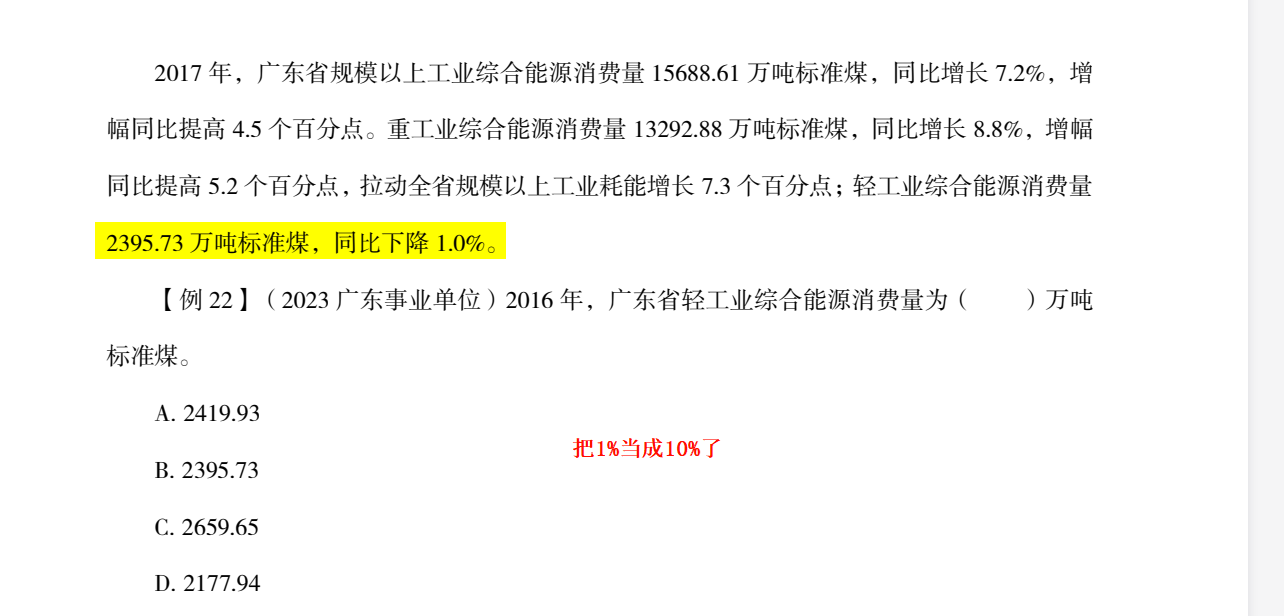 2017 年，广东省规模以上工业综合能源消费量 15688.61 万吨标准煤，同比增长 7.2%，增
幅同比提高 4.5 个百分点。重工业综合能源消费量 13292.88 万吨标准煤，同比增长 8.8%，增幅
同比提高 5.2 个百分点，拉动全省规模以上工业耗能增长 7.3 个百分点；轻工业综合能源消费量
2395.73 万吨标准煤，同比下降 1.0%。
【例 22】（2023 广东事业单位）2016 年，广东省轻工业综合能源消费量为（　　）万吨
标准煤。
A. 2419.93
把1%当成10%了
B. 2395.73
C. 2659.65
D. 2177.94